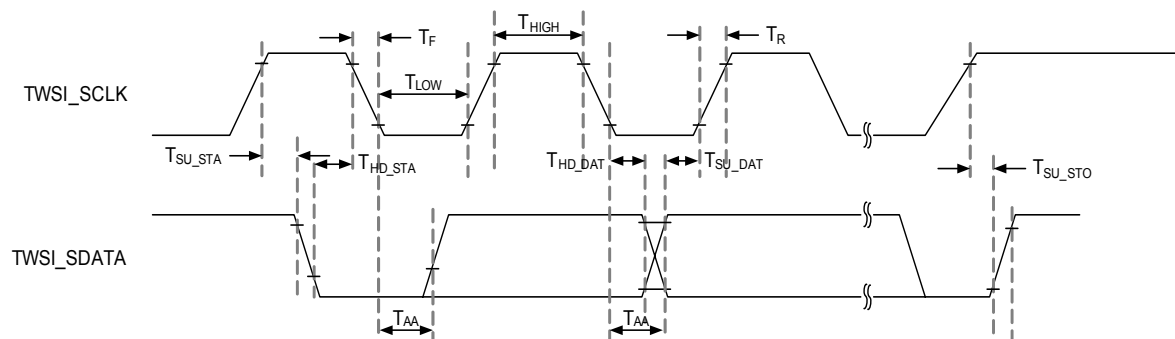 T_HIGH
T_F
T_R
T_LOW
TWSI_SCLK
T_SU_STA
T_HD_STA
T_HD_DAT
T_SU_DAT
T_SU_STO
TWSI_SDATA
T_AA
T_AA